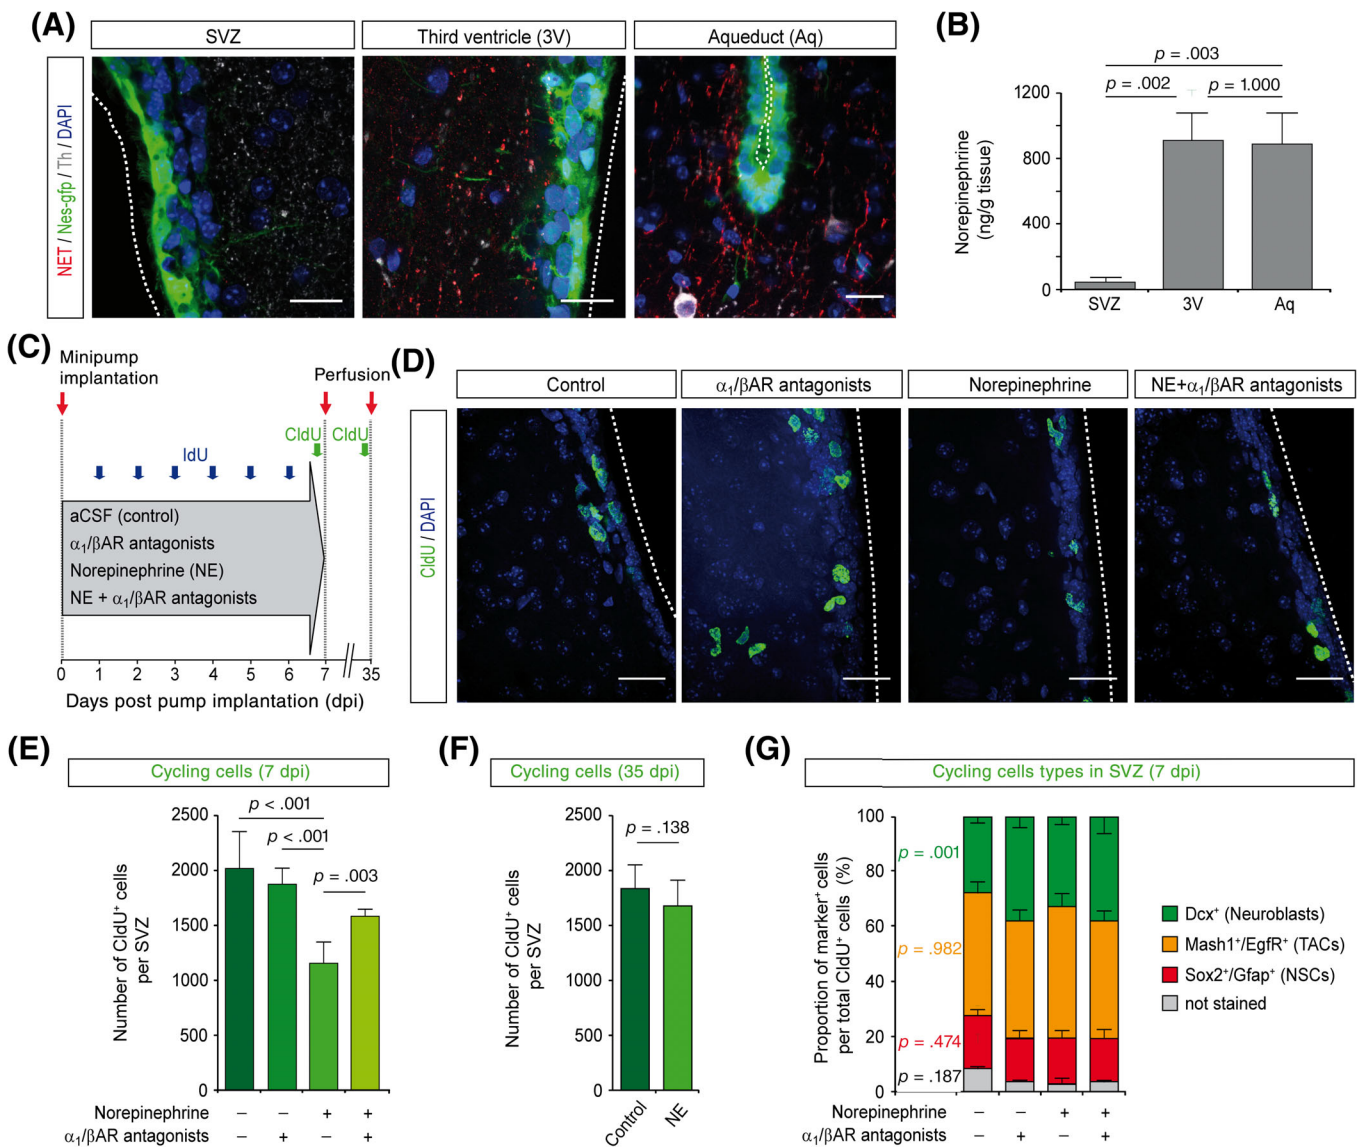 (A)
SVZ
Third ventricle (3V)
Aqueduct (Aq)
NET / Nes-gfp / Th / DAPI
(B)
p = .003
p = .002
p = 1.000
Norepinephrine
(ng/g tissue)
1200
800
400
0
SVZ
3V
Aq
(C)
Minipump
implantation
Perfusion
CldU
CldU
IdU
aCSF (control)
α1/βAR antagonists
Norepinephrine (NE)
NE + α1/βAR antagonists
0 1 2 3 4 5 6 7 35
Days post pump implantation (dpi)
(D)
Control
α1/βAR antagonists
Norepinephrine
NE+α1/βAR antagonists
CldU / DAPI
(E)
Cycling cells (7 dpi)
Number of CldU+ cells
per SVZ
2500
2000
1500
1000
500
0
p < .001
p < .001
p = .003
Norepinephrine − − + +
α1/βAR antagonists − + − +
(F)
Cycling cells (35 dpi)
Number of CldU+ cells
per SVZ
2500
2000
1500
1000
500
0
p = .138
Control
NE
(G)
Cycling cells types in SVZ (7 dpi)
Proportion of marker+ cells
per total CldU+ cells (%)
100
80
60
40
20
0
p = .001
p = .982
p = .474
p = .187
Norepinephrine − − + +
α1/βAR antagonists − + − +
Dcx+ (Neuroblasts)
Mash1+/EgfR+ (TACs)
Sox2+/Gfap+ (NSCs)
not stained